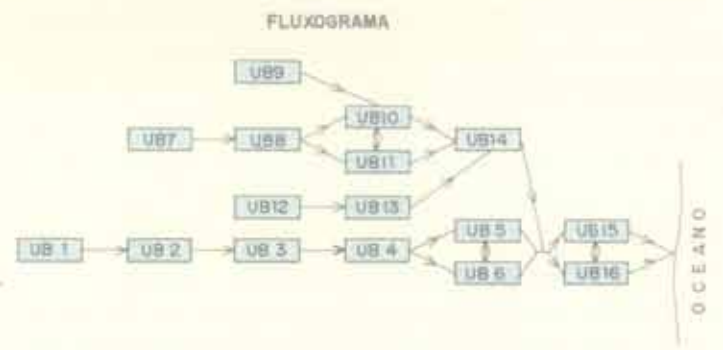 FLUXOGRAMA
UB9
UB10
UB7
UB8
UB14
UB11
UB12
UB13
UB 5
UB15
UB 1
UB 2
UB 3
UB 4
UB 6
UB16
OCEANO